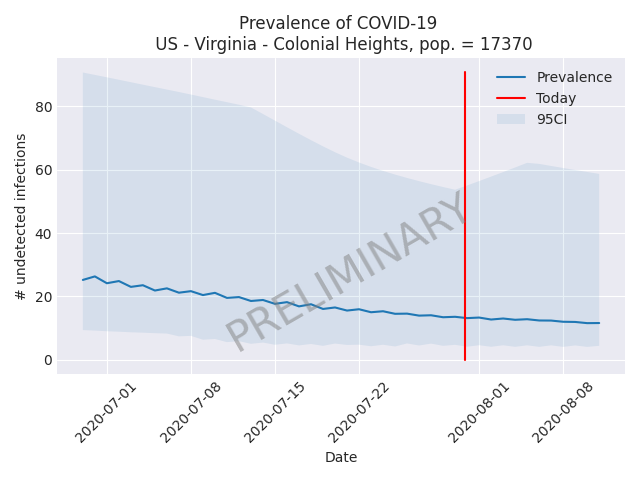 Prevalence of COVID-19
US - Virginia - Colonial Heights, pop. = 17370
Prevalence
Today
95CI
# undetected infections
80
60
40
20
0
PRELIMINARY
2020-07-01
2020-07-08
2020-07-15
2020-07-22
2020-08-01
2020-08-08
Date